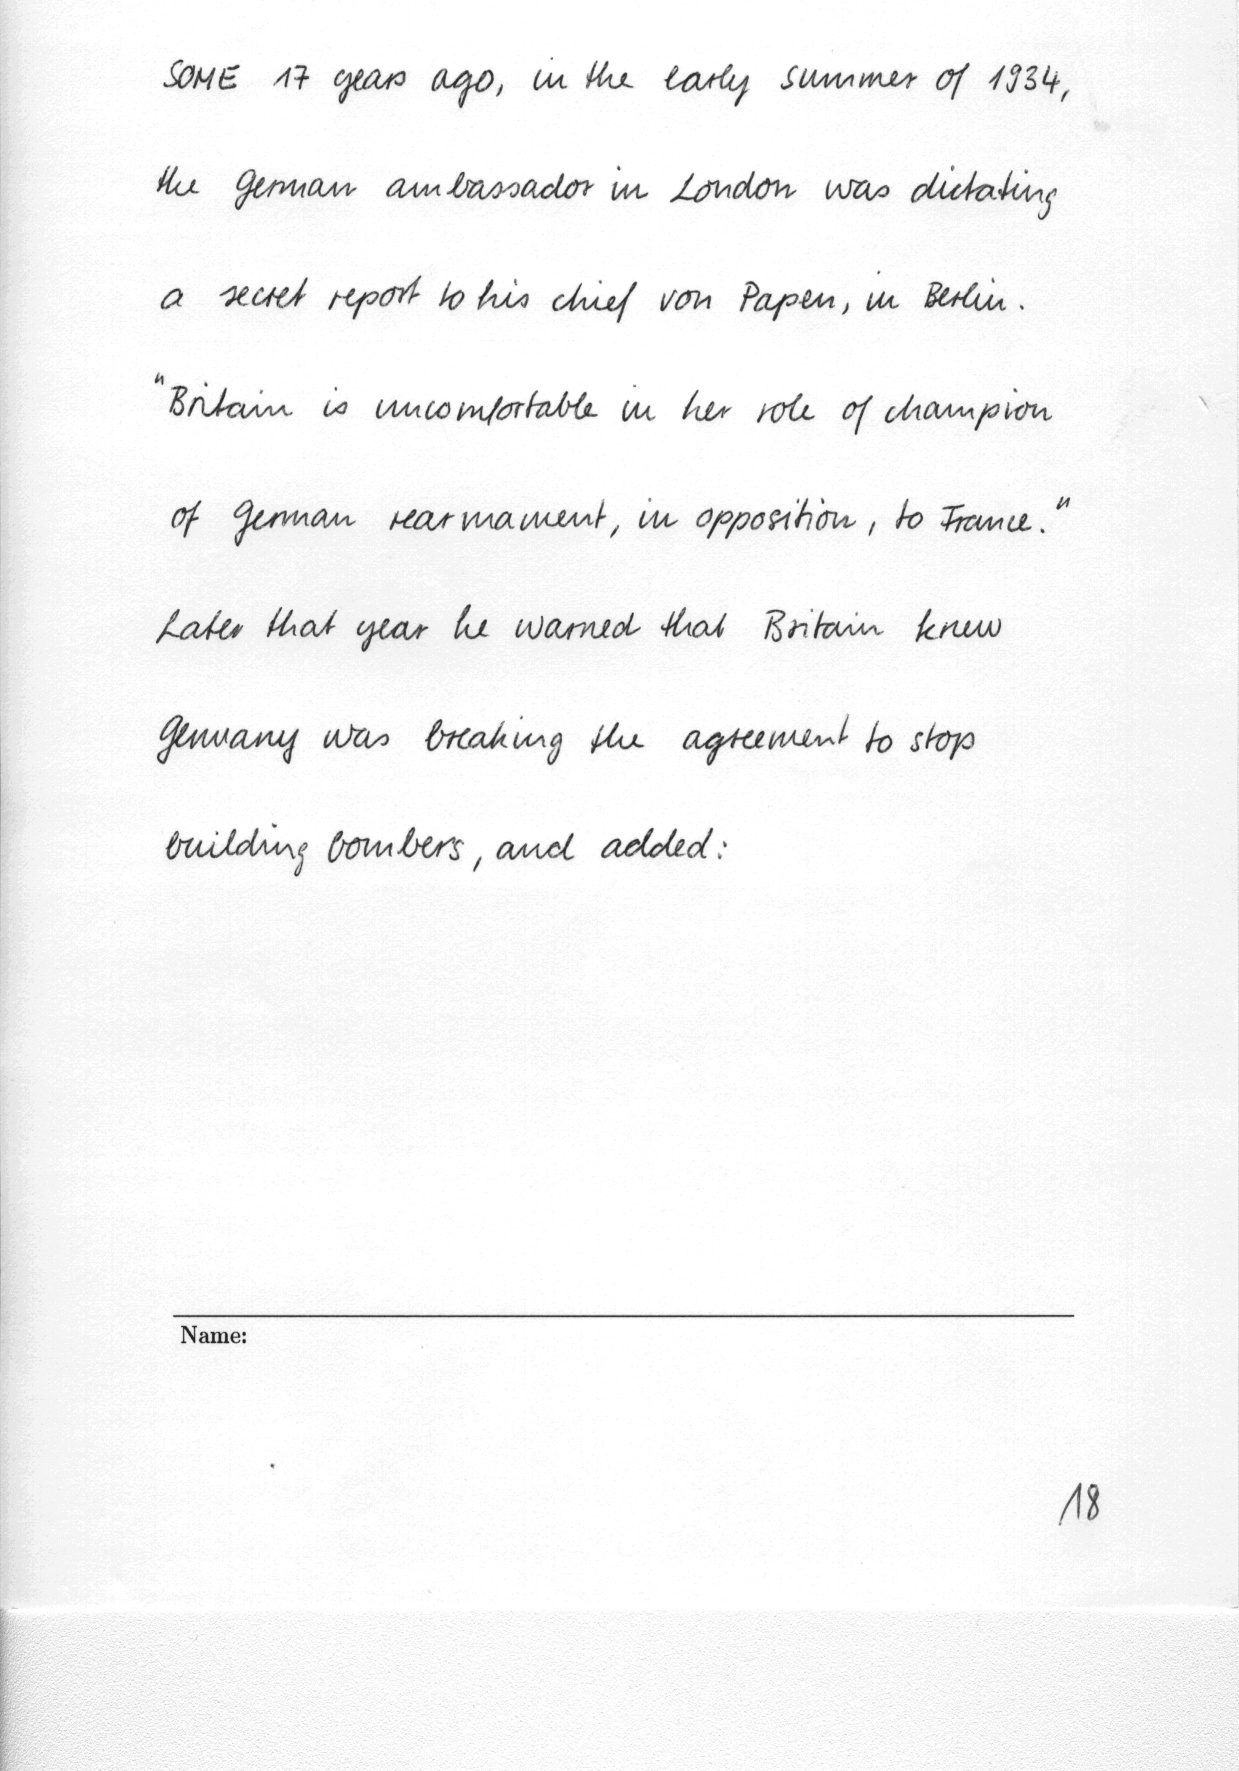 SOME 17 years ago, in the early summer of 1934,
the German ambassador in London was dictating
a secret report to his chief von Papen, in Berlin.
"Britain is uncomfortable in her role of champion
of German rearmament, in opposition, to France."
Later that year he warned that Britain knew
Germany was breaking the agreement to stop
building bombers, and added:
Name:
18